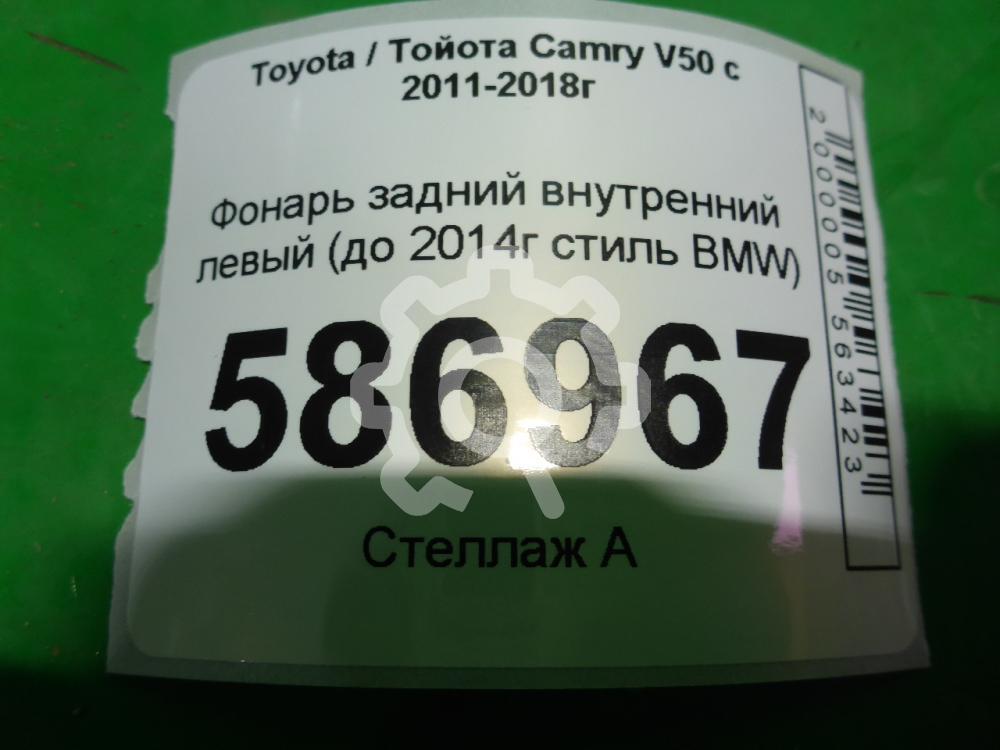 Toyota / Тойота Camry V50 с
2011-2018г
Фонарь задний внутренний
левый (до 2014г стиль BMW)
586967
Стеллаж А
2000005563423